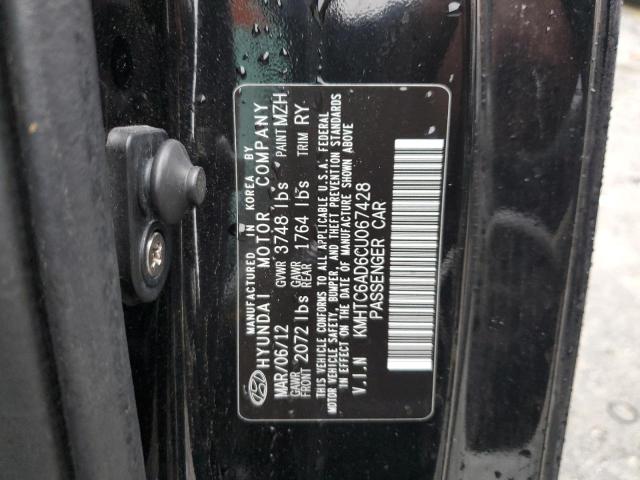 MANUFACTURED IN KOREA BY
HYUNDAI MOTOR COMPANY
MAR/06/12 GVWR 3748 lbs PAINT MZH
GAWR FRONT 2072 lbs GAWR REAR 1764 lbs TRIM RY
THIS VEHICLE CONFORMS TO ALL APPLICABLE U.S.A. FEDERAL
MOTOR VEHICLE SAFETY, BUMPER, AND THEFT PREVENTION STANDARDS
IN EFFECT ON THE DATE OF MANUFACTURE SHOWN ABOVE
V.I.N KMHTC6AD6CU067428
PASSENGER CAR